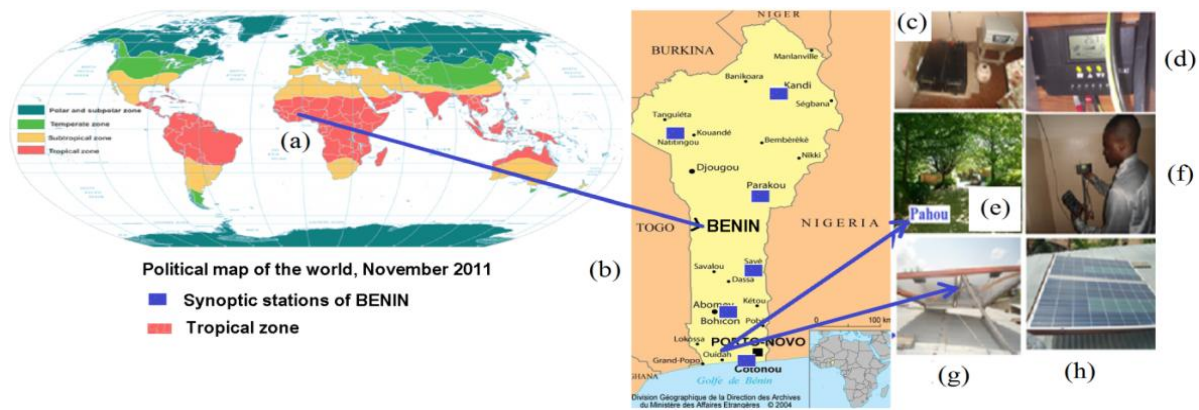 Polar and subpolar zone
Temperate zone
Subtropical zone
Tropical zone
(a)
Political map of the world, November 2011
Synoptic stations of BENIN
Tropical zone
(b)
NIGER
BURKINA
Manlanville
Banikoara
Kandi
Ségbana
Tanguiéta
Kouandé
Natitingou
Bembèrèkè
Nikki
Djougou
Parakou
BENIN
TOGO
NIGERIA
Savé
Savalou
Dassa
Kétou
Abomey
Bohicon
Pobé
Lokossa
PORTO-NOVO
Ouidah
Grand-Popo
Cotonou
GHANA
Golfe de Bénin
0 100 km
Division Géographique de la Direction des Archives
du Ministère des Affaires Etrangères © 2004
(c)
(d)
(e)
Pahou
(f)
(g)
(h)